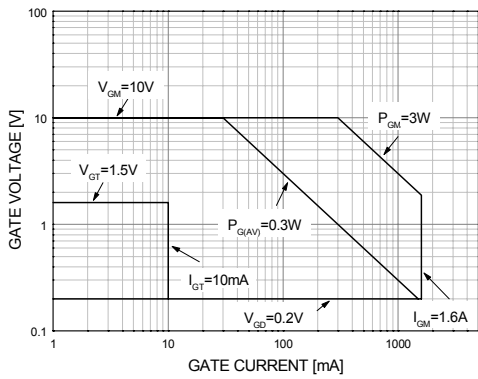 100
V_GM=10V
P_GM=3W
10
V_GT=1.5V
1
P_G(AV)=0.3W
I_GT=10mA
V_GD=0.2V
I_GM=1.6A
0.1
1
10
100
1000
GATE VOLTAGE [V]
GATE CURRENT [mA]